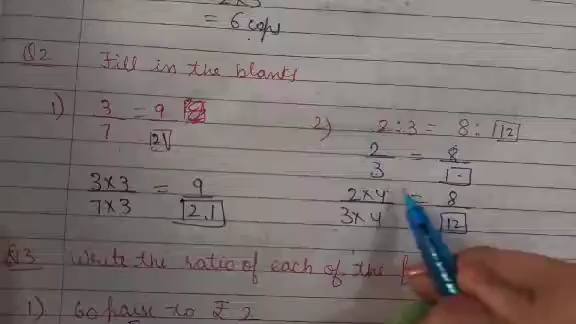 = 6 cops
Q2 Fill in the blanks
1) 3/7 = 9/21
2) 2:3 = 8:12
2/3 = 8/
3×3/7×3 = 9/2.1
2×4/3×4 = 8/12
Q3 Write the ratio of each of the
1) 60 paise to ₹ 2